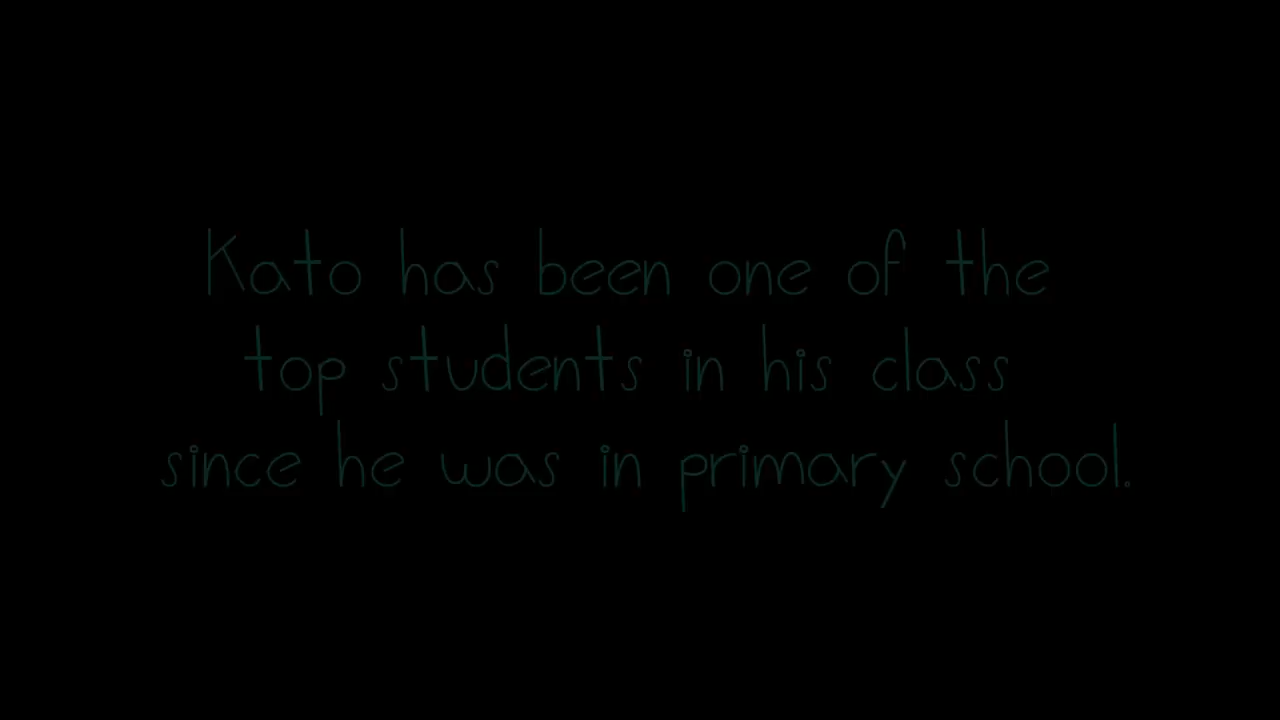 Kato has been one of the
top students in his class
since he was in primary school.